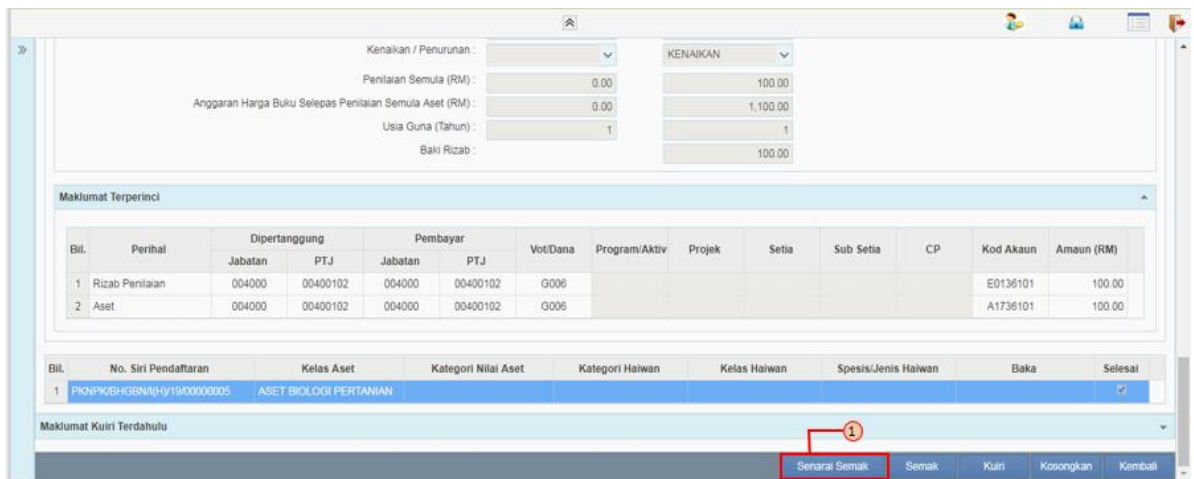 Kenaikan / Penurunan : KENAIKAN
Penilaian Semula (RM) : 0.00 100.00
Anggaran Harga Buku Selepas Penilaian Semula Aset (RM) : 0.00 1,100.00
Usia Guna (Tahun) : 1 1
Baki Rizab : 100.00
Maklumat Terperinci
Bil. Perihal Dipertanggung Pembayar Vot/Dana Program/Aktiv Projek Setia Sub Setia CP Kod Akaun Amaun (RM)
Jabatan PTJ Jabatan PTJ
1 Rizab Penilaian 004000 00400102 004000 00400102 G006 E0136101 100.00
2 Aset 004000 00400102 004000 00400102 G006 A1736101 100.00
Bil. No. Siri Pendaftaran Kelas Aset Kategori Nilai Aset Kategori Haiwan Kelas Haiwan Spesis/Jenis Haiwan Baka Selesai
1 PKNPK/BHGBN/I(H)/19/00000005 ASET BIOLOGI PERTANIAN
Maklumat Kuiri Terdahulu
1
Senarai Semak Semak Kuiri Kosongkan Kembali